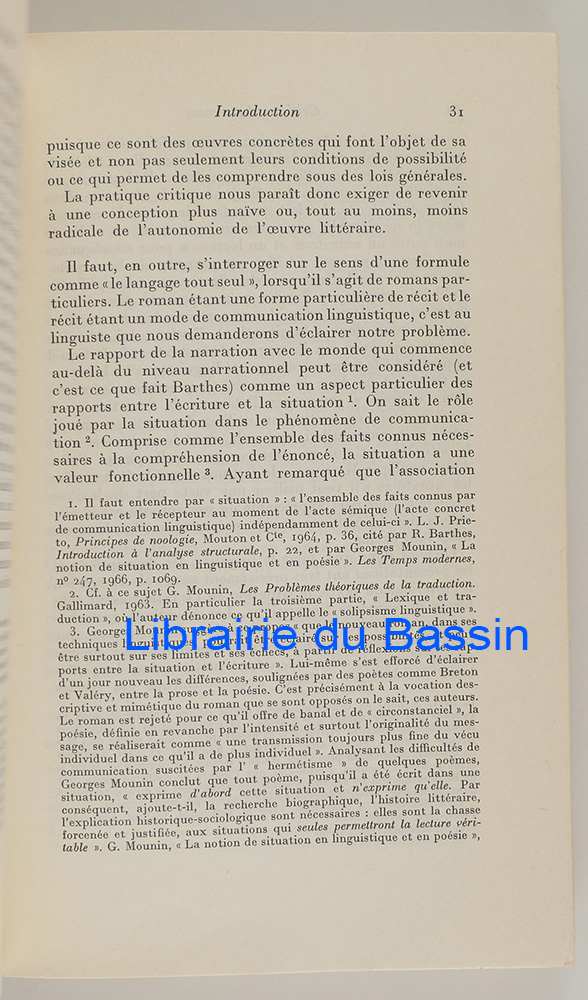 Introduction 31
puisque ce sont des œuvres concrètes qui font l'objet de sa
visée et non pas seulement leurs conditions de possibilité
ou ce qui permet de les comprendre sous des lois générales.
La pratique critique nous paraît donc exiger de revenir
à une conception plus naïve ou, tout au moins, moins
radicale de l'autonomie de l'œuvre littéraire.
Il faut, en outre, s'interroger sur le sens d'une formule
comme « le langage tout seul », lorsqu'il s'agit de romans par-
ticuliers. Le roman étant une forme particulière de récit et le
récit étant un mode de communication linguistique, c'est au
linguiste que nous demanderons d'éclairer notre problème.
Le rapport de la narration avec le monde qui commence
au-delà du niveau narrationnel peut être considéré (et
c'est ce que fait Barthes) comme un aspect particulier des
rapports entre l'écriture et la situation ¹. On sait le rôle
joué par la situation dans le phénomène de communica-
tion ². Comprise comme l'ensemble des faits connus néces-
saires à la compréhension de l'énoncé, la situation a une
valeur fonctionnelle ³. Ayant remarqué que l'association
1. Il faut entendre par « situation » : « l'ensemble des faits connus par
l'émetteur et le récepteur au moment de l'acte sémique (l'acte concret
de communication linguistique) indépendamment de celui-ci ». L. J. Prie-
to, Principes de noologie, Mouton et Cie, 1964, p. 36, cité par R. Barthes,
Introduction à l'analyse structurale, p. 22, et par Georges Mounin, « La
notion de situation en linguistique et en poésie ». Les Temps modernes,
nº 247, 1966, p. 1069.
2. Cf. à ce sujet G. Mounin, Les Problèmes théoriques de la traduction.
Gallimard, 1963. En particulier la troisième partie, « Lexique et tra-
duction », où l'auteur dénonce ce qu'il appelle le « solipsisme linguistique ».
3. Georges à ce propos « que le nouveau roman, dans ses
techniques
être surtout sur ses limites et ses échecs, à partir de réflexions sur les rap-
ports entre la situation et l'écriture ». Lui-même s'est efforcé d'éclairer
d'un jour nouveau les différences, soulignées par des poètes comme Breton
et Valéry, entre la prose et la poésie. C'est précisément à la vocation des-
criptive et mimétique du roman que se sont opposés on le sait, ces auteurs.
Le roman est rejeté pour ce qu'il offre de banal et de « circonstanciel », la
poésie, définie en revanche par l'intensité et surtout l'originalité du mes-
sage, se réaliserait comme « une transmission toujours plus fine du vécu
individuel dans ce qu'il a de plus individuel ». Analysant les difficultés de
communication suscitées par l' « hermétisme » de quelques poèmes,
Georges Mounin conclut que tout poème, puisqu'il a été écrit dans une
situation, « exprime d'abord cette situation et n'exprime qu'elle. Par
conséquent, ajoute-t-il, la recherche biographique, l'histoire littéraire,
l'explication historique-sociologique sont nécessaires : elles sont la chasse
forcenée et justifiée, aux situations qui seules permettront la lecture véri-
table ». G. Mounin, « La notion de situation en linguistique et en poésie »,
Librairie du Bassin